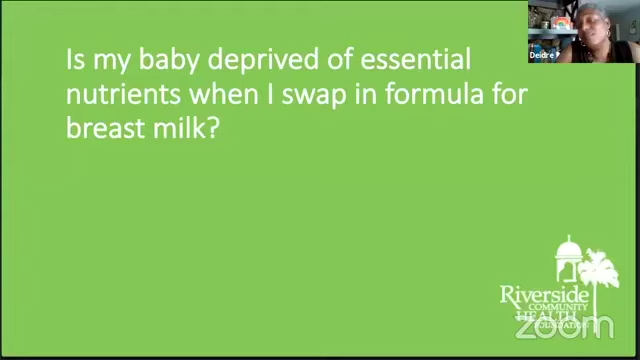 Is my baby deprived of essential
nutrients when I swap in formula for
breast milk?
Deidre
Riverside
COMMUNITY
HEALTH
FOUNDATION
zoom